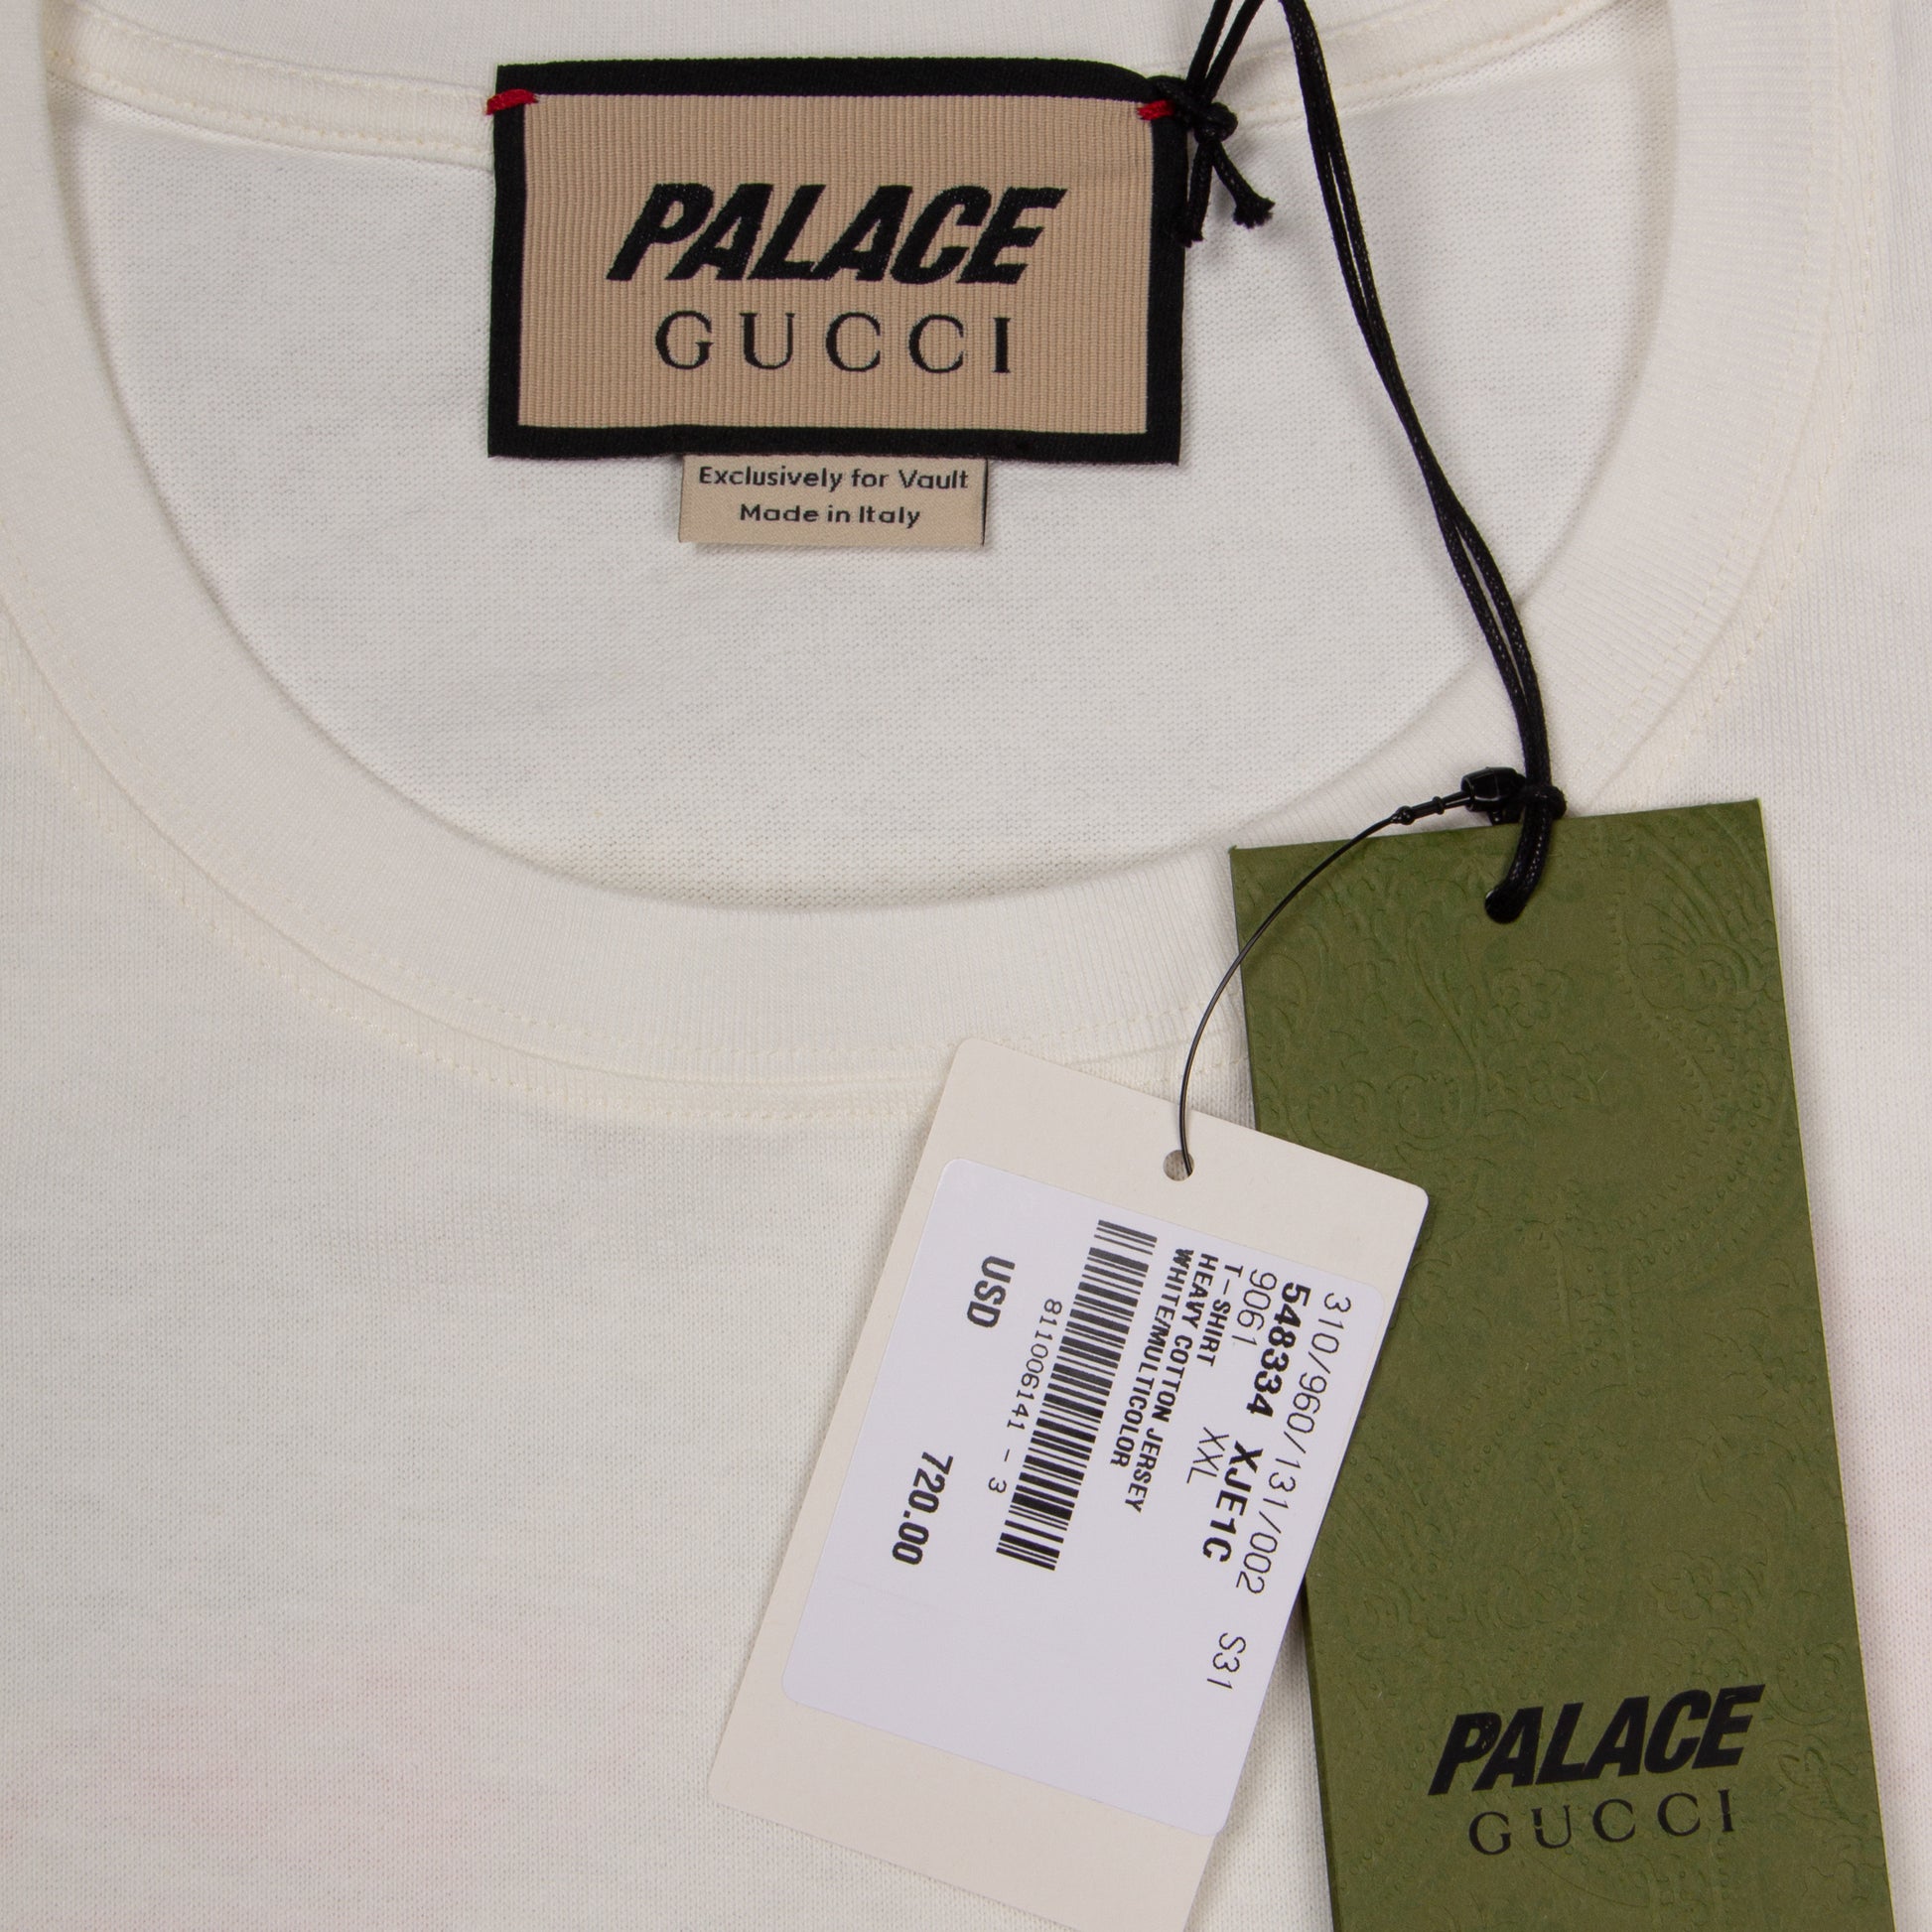 PALACE
GUCCI
Exclusively for Vault
Made in Italy
310/960/131/002 S31
548334 XJE1C
9061 XXL
T-SHIRT
HEAVY COTTON JERSEY
WHITE/MULTICOLOR
811006141 - 3
USD 720.00
PALACE
GUCCI